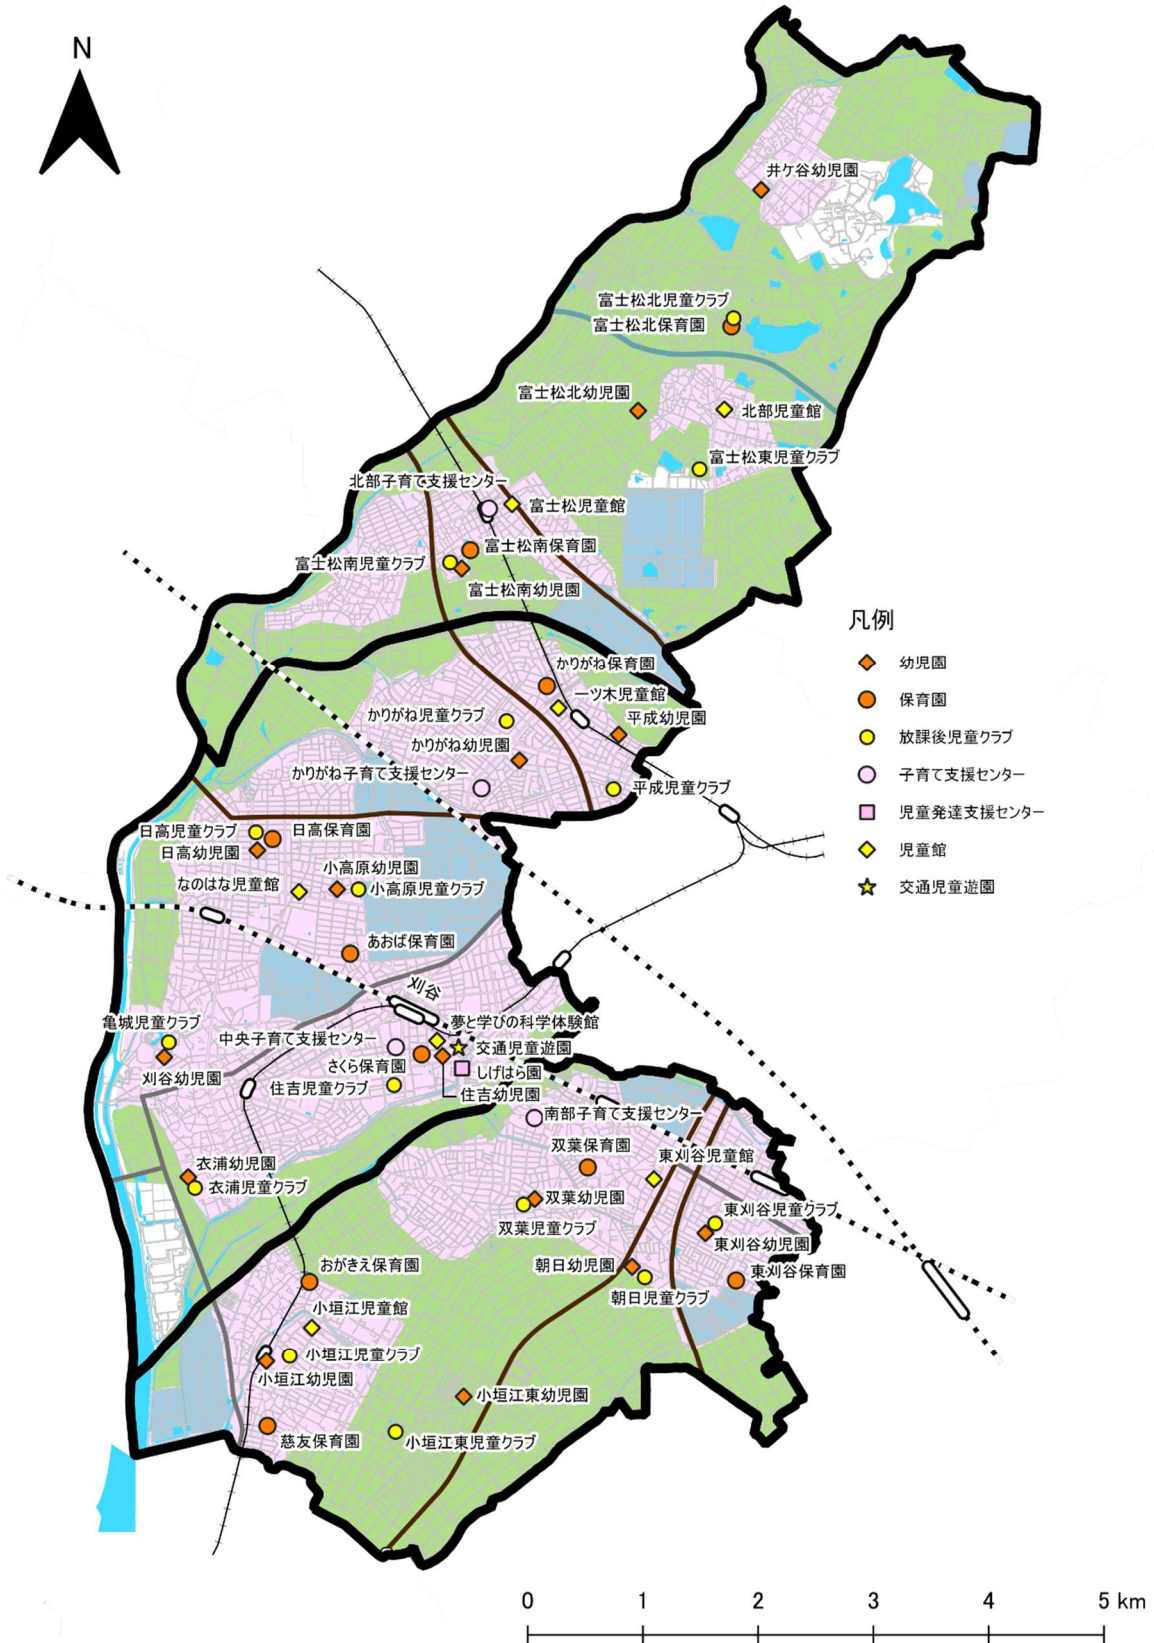 N
井ケ谷幼児園
富士松北児童クラブ
富士松北保育園
富士松北幼児園
北部児童館
富士松東児童クラブ
北部子育て支援センター
富士松児童館
富士松南保育園
富士松南児童クラブ
富士松南幼児園
凡例
幼児園
保育園
放課後児童クラブ
子育て支援センター
児童発達支援センター
児童館
交通児童遊園
かりがね保育園
一ツ木児童館
かりがね児童クラブ
平成幼児園
かりがね幼児園
かりがね子育て支援センター
平成児童クラブ
日高児童クラブ
日高保育園
日高幼児園
小高原幼児園
なのはな児童館
小高原児童クラブ
あおば保育園
刈谷
亀城児童クラブ
夢と学びの科学体験館
中央子育て支援センター
交通児童遊園
さくら保育園
しげはら園
刈谷幼児園
住吉児童クラブ
住吉幼児園
南部子育て支援センター
双葉保育園
東刈谷児童館
衣浦幼児園
衣浦児童クラブ
双葉幼児園
双葉児童クラブ
東刈谷児童クラブ
東刈谷幼児園
おがきえ保育園
朝日幼児園
東刈谷保育園
朝日児童クラブ
小垣江児童館
小垣江児童クラブ
小垣江幼児園
小垣江東幼児園
慈友保育園
小垣江東児童クラブ
0 1 2 3 4 5 km